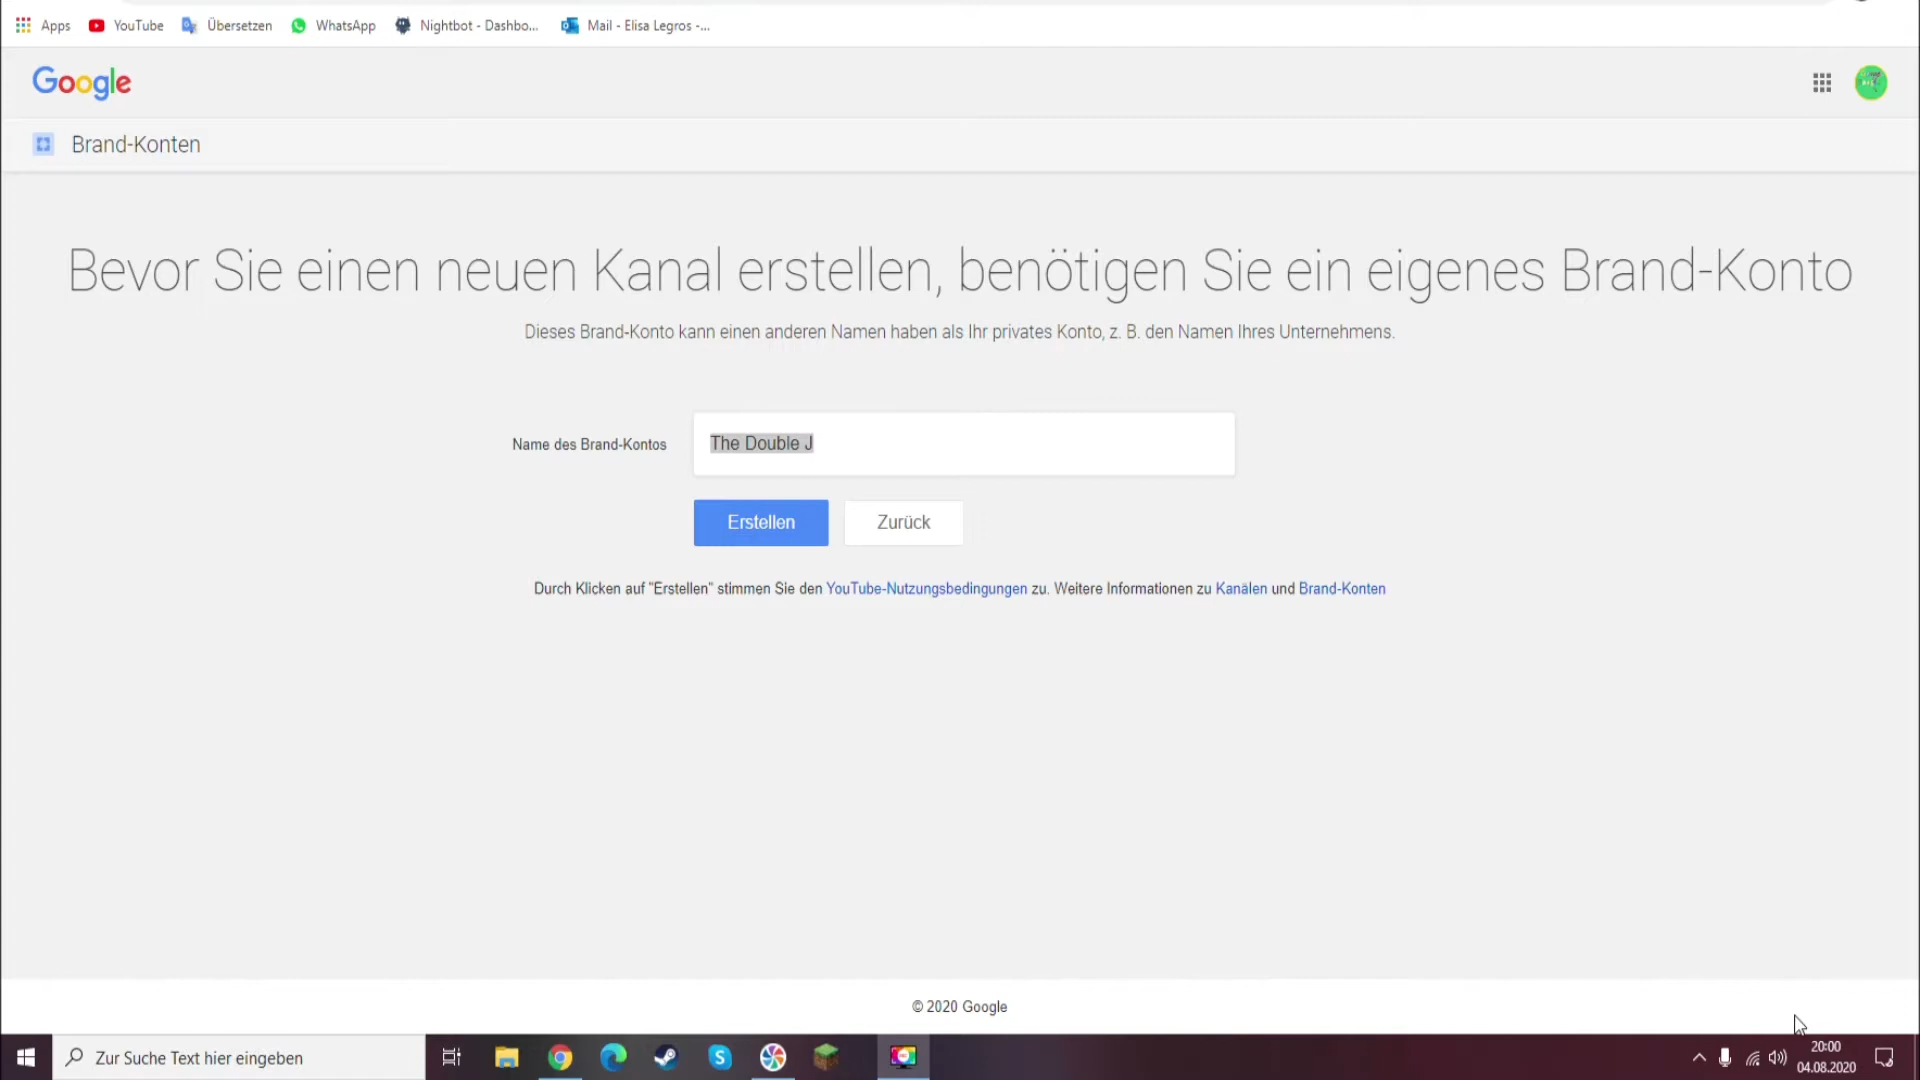 Apps YouTube Übersetzen WhatsApp Nightbot - Dashbo... Mail - Elisa Legros -...
Google
Brand-Konten
Bevor Sie einen neuen Kanal erstellen, benötigen Sie ein eigenes Brand-Konto
Dieses Brand-Konto kann einen anderen Namen haben als Ihr privates Konto, z. B. den Namen Ihres Unternehmens.
Name des Brand-Kontos The Double J
Erstellen Zurück
Durch Klicken auf "Erstellen" stimmen Sie den YouTube-Nutzungsbedingungen zu. Weitere Informationen zu Kanälen und Brand-Konten
© 2020 Google
Zur Suche Text hier eingeben
20:00
04.08.2020